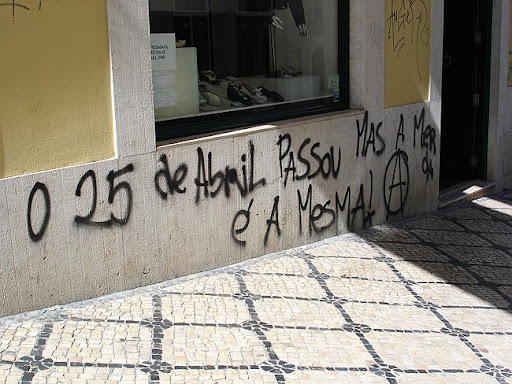 O 25 de Abril Passou Mas A Merda
é A Mesma!